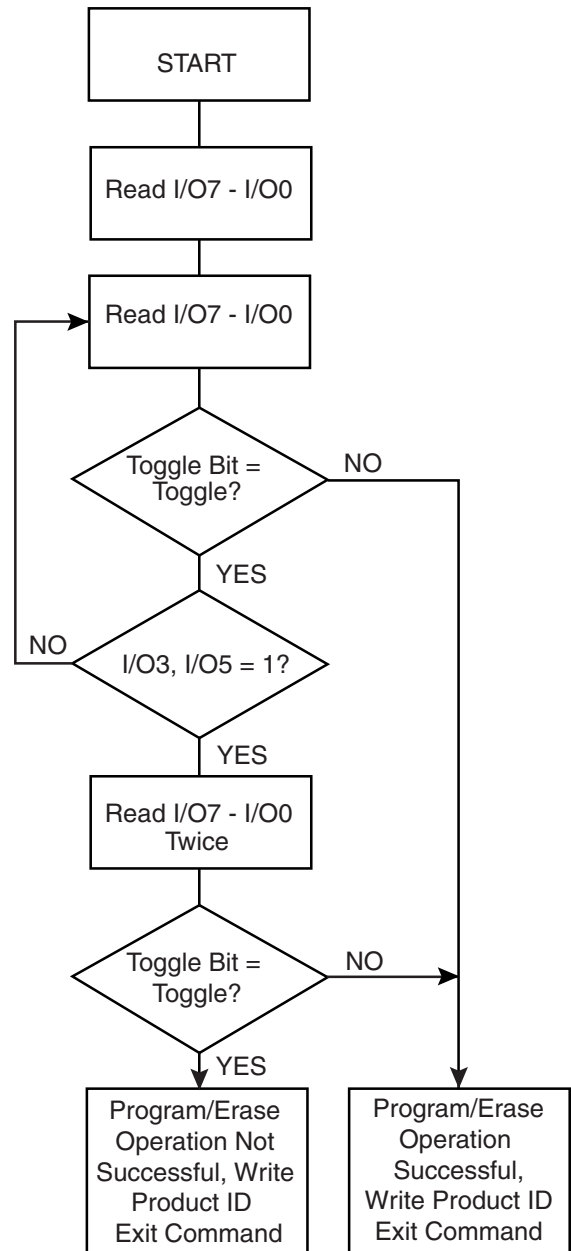 START
Read I/O7 - I/O0
Read I/O7 - I/O0
Toggle Bit =
Toggle?
NO
YES
NO
I/O3, I/O5 = 1?
YES
Read I/O7 - I/O0
Twice
Toggle Bit =
Toggle?
NO
YES
Program/Erase
Operation Not
Successful, Write
Product ID
Exit Command
Program/Erase
Operation
Successful,
Write Product ID
Exit Command